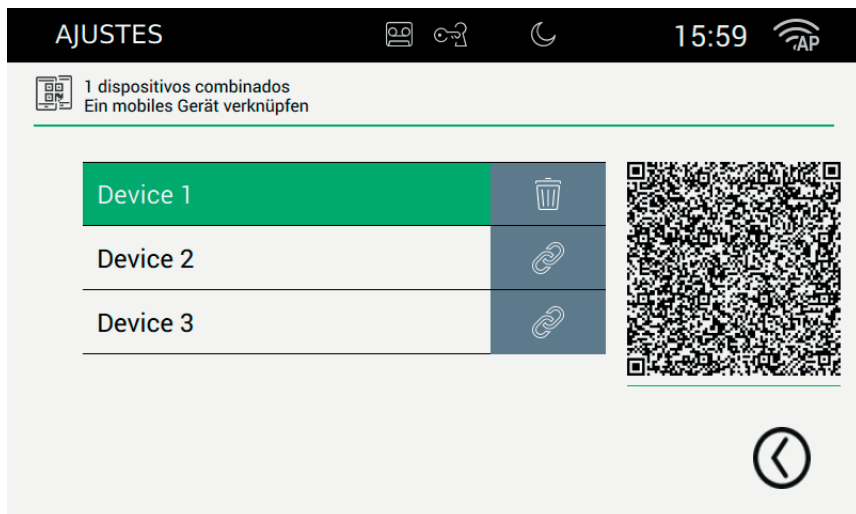 AJUSTES 15:59 AP
1 dispositivos combinados
Ein mobiles Gerät verknüpfen
Device 1
Device 2
Device 3